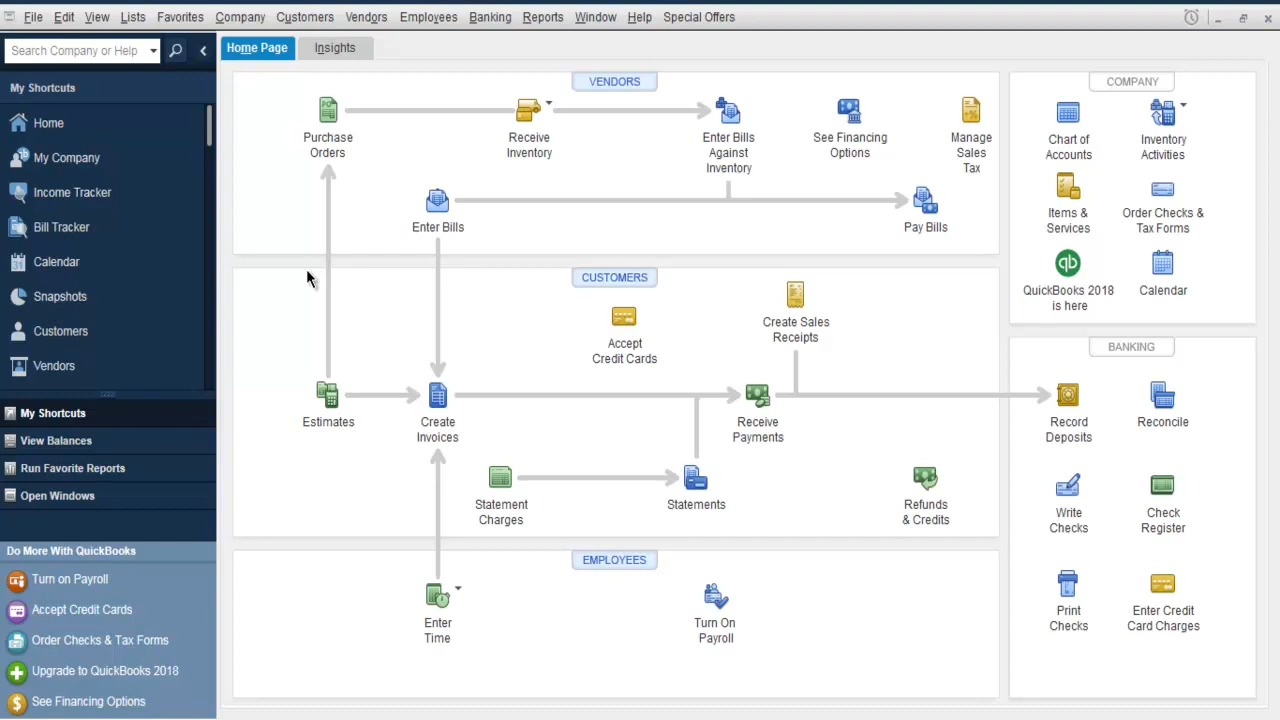 File Edit View Lists Favorites Company Customers Vendors Employees Banking Reports Window Help Special Offers
Search Company or Help
My Shortcuts
Home
My Company
Income Tracker
Bill Tracker
Calendar
Snapshots
Customers
Vendors
My Shortcuts
View Balances
Run Favorite Reports
Open Windows
Do More With QuickBooks
Turn on Payroll
Accept Credit Cards
Order Checks & Tax Forms
Upgrade to QuickBooks 2018
See Financing Options
Home Page
Insights
VENDORS
Purchase
Orders
Receive
Inventory
Enter Bills
Against
Inventory
See Financing
Options
Manage
Sales
Tax
Enter Bills
Pay Bills
CUSTOMERS
Accept
Credit Cards
Create Sales
Receipts
Estimates
Create
Invoices
Receive
Payments
Statement
Charges
Statements
Refunds
& Credits
EMPLOYEES
Enter
Time
Turn On
Payroll
COMPANY
Chart of
Accounts
Inventory
Activities
Items &
Services
Order Checks &
Tax Forms
qb
QuickBooks 2018
is here
Calendar
BANKING
Record
Deposits
Reconcile
Write
Checks
Check
Register
Print
Checks
Enter Credit
Card Charges